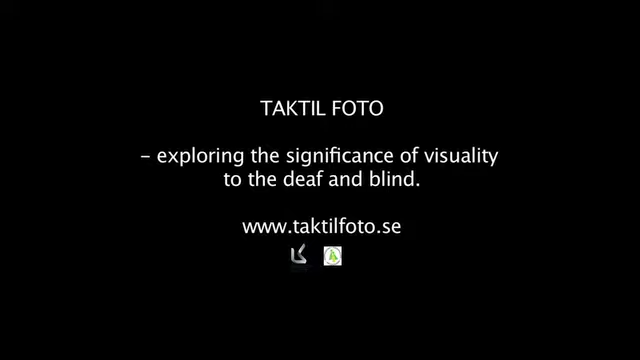 TAKTIL FOTO
– exploring the significance of visuality
to the deaf and blind.
www.taktilfoto.se